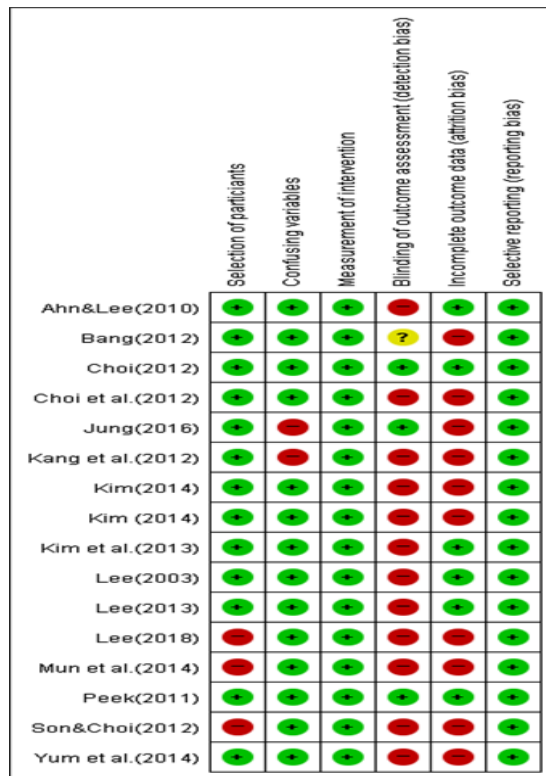 Selection of particiants
Confusing variables
Measurement of intervention
Blinding of outcome assessment (detection bias)
Incomplete outcome data (attrition bias)
Selective reporting (reporting bias)
Ahn&Lee(2010) + + + - + +
Bang(2012) + + + ? - +
Choi(2012) + + + + + +
Choi et al.(2012) + + + - - +
Jung(2016) + - + + - +
Kang et al.(2012) + - + - - +
Kim(2014) + + + - - +
Kim (2014) + + + - - +
Kim et al.(2013) + + + - + +
Lee(2003) + + + - + +
Lee(2013) + + + - + +
Lee(2018) - + + - - +
Mun et al.(2014) - + + - - +
Peek(2011) + + + + + +
Son&Choi(2012) - + + - - +
Yum et al.(2014) + + + - - +